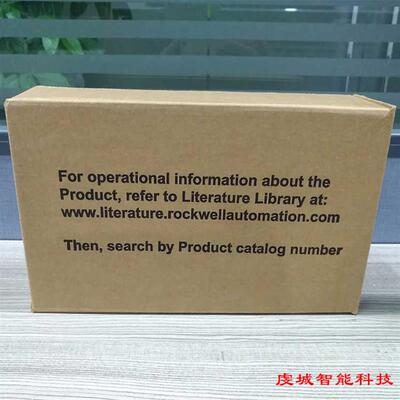 For operational information about the
Product, refer to Literature Library at:
www.literature.rockwellautomation.com
Then, search by Product catalog number
虔城智能科技